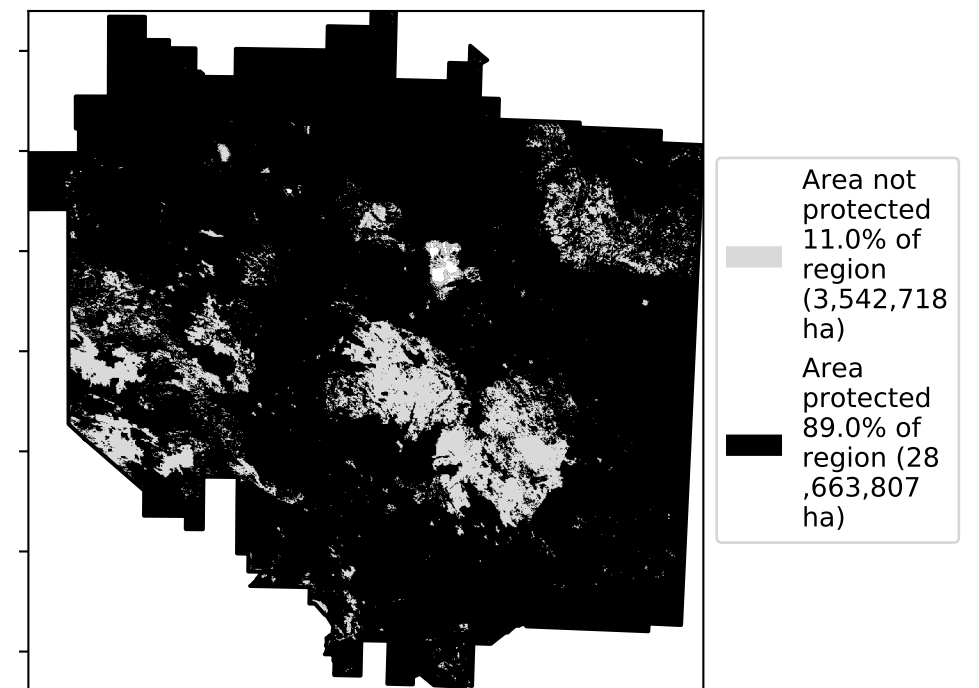 Area not
protected
11.0% of
region
(3,542,718
ha)
Area
protected
89.0% of
region (28
,663,807
ha)